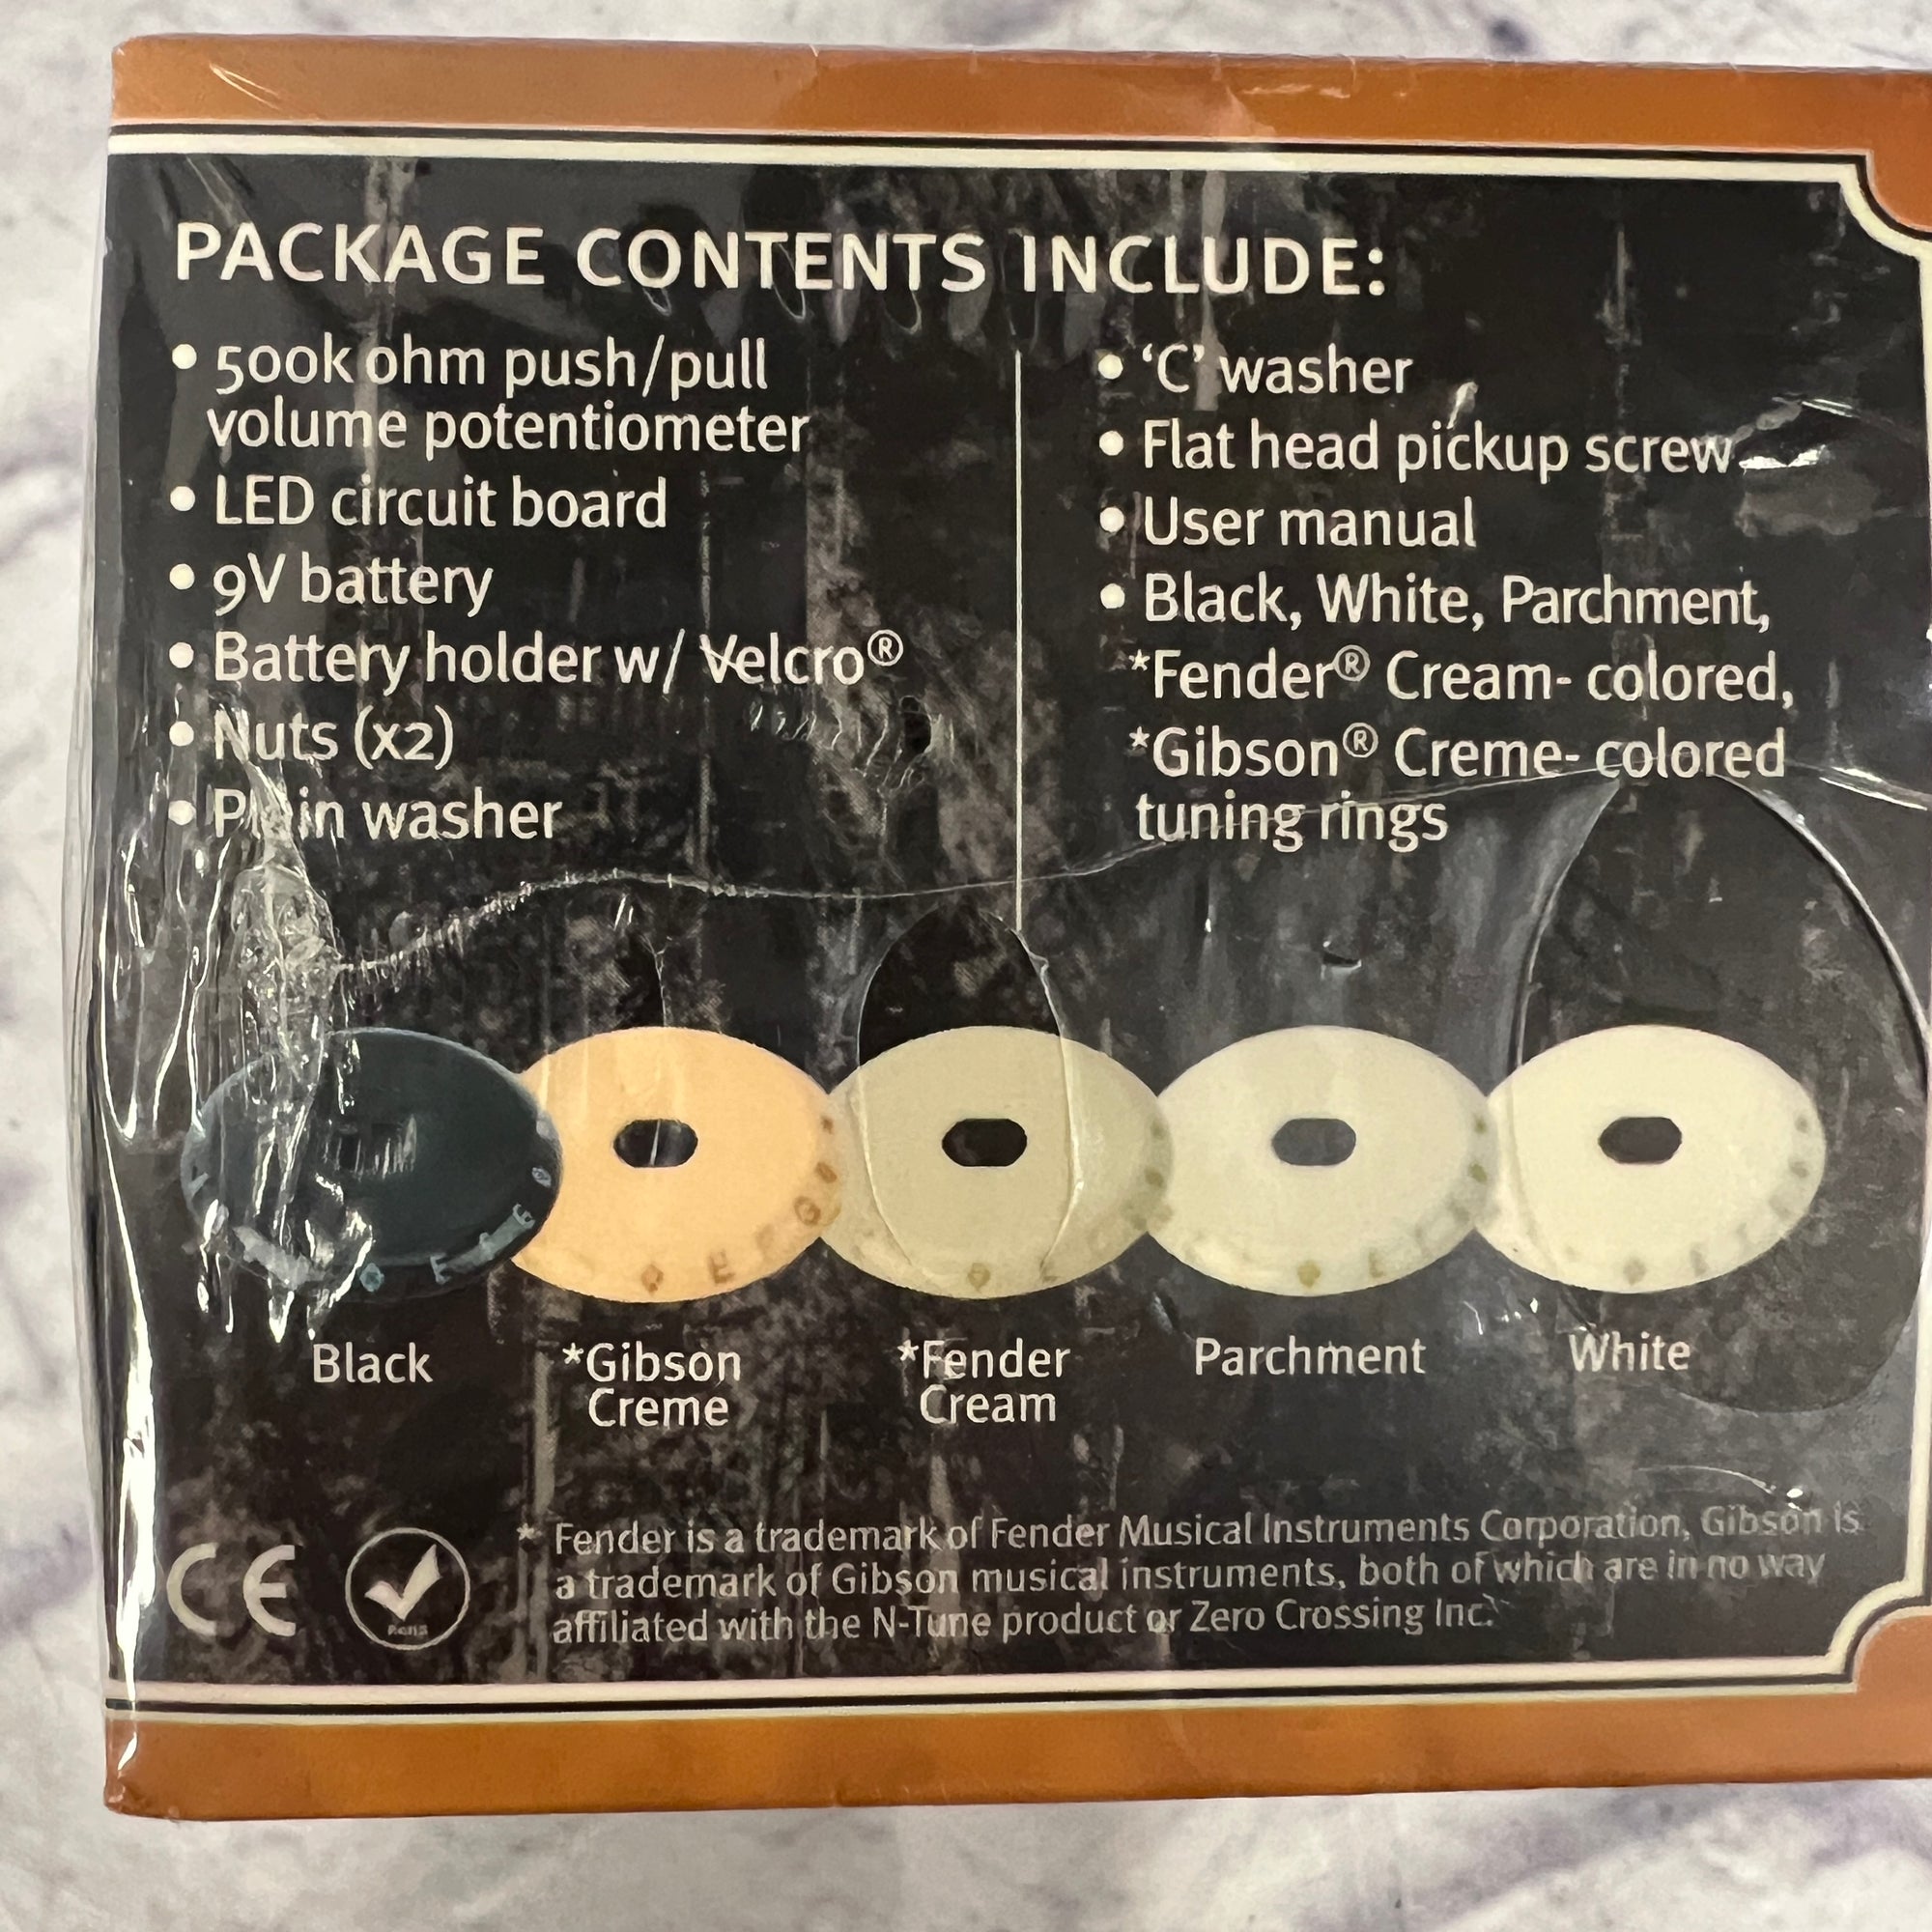 PACKAGE CONTENTS INCLUDE:
• 500k ohm push/pull
volume potentiometer
• LED circuit board
• 9V battery
• Battery holder w/ Velcro®
• Nuts (x2)
• Plain washer
• ‘C’ washer
• Flat head pickup screw
• User manual
• Black, White, Parchment,
*Fender® Cream- colored,
*Gibson® Creme- colored
tuning rings
Black
*Gibson
Creme
*Fender
Cream
Parchment
White
CE
* Fender is a trademark of Fender Musical Instruments Corporation, Gibson is
a trademark of Gibson musical instruments, both of which are in no way
affiliated with the N-Tune product or Zero Crossing Inc.